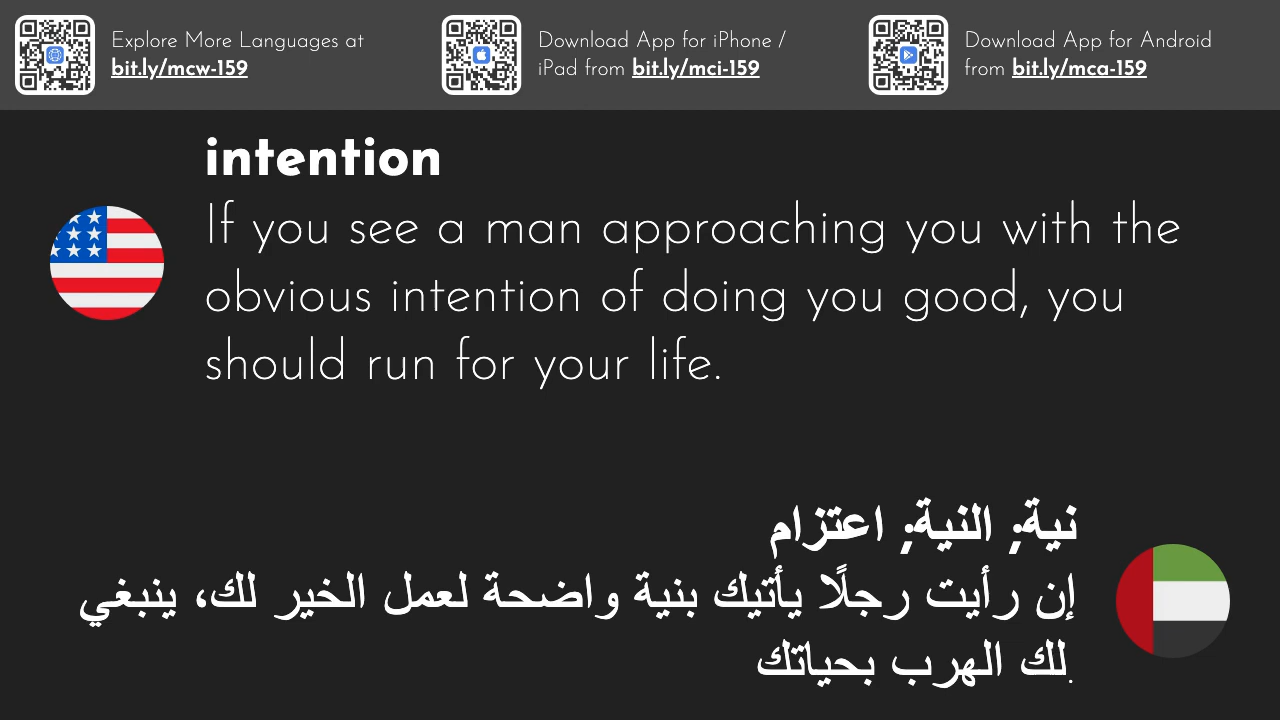 Explore More Languages at
bit.ly/mcw-159
Download App for iPhone /
iPad from bit.ly/mci-159
Download App for Android
from bit.ly/mca-159
intention
If you see a man approaching you with the
obvious intention of doing you good, you
should run for your life.
نية; النية; اعتزام
إن رأيت رجلًا يأتيك بنية واضحة لعمل الخير لك، ينبغي
لك الهرب بحياتك.